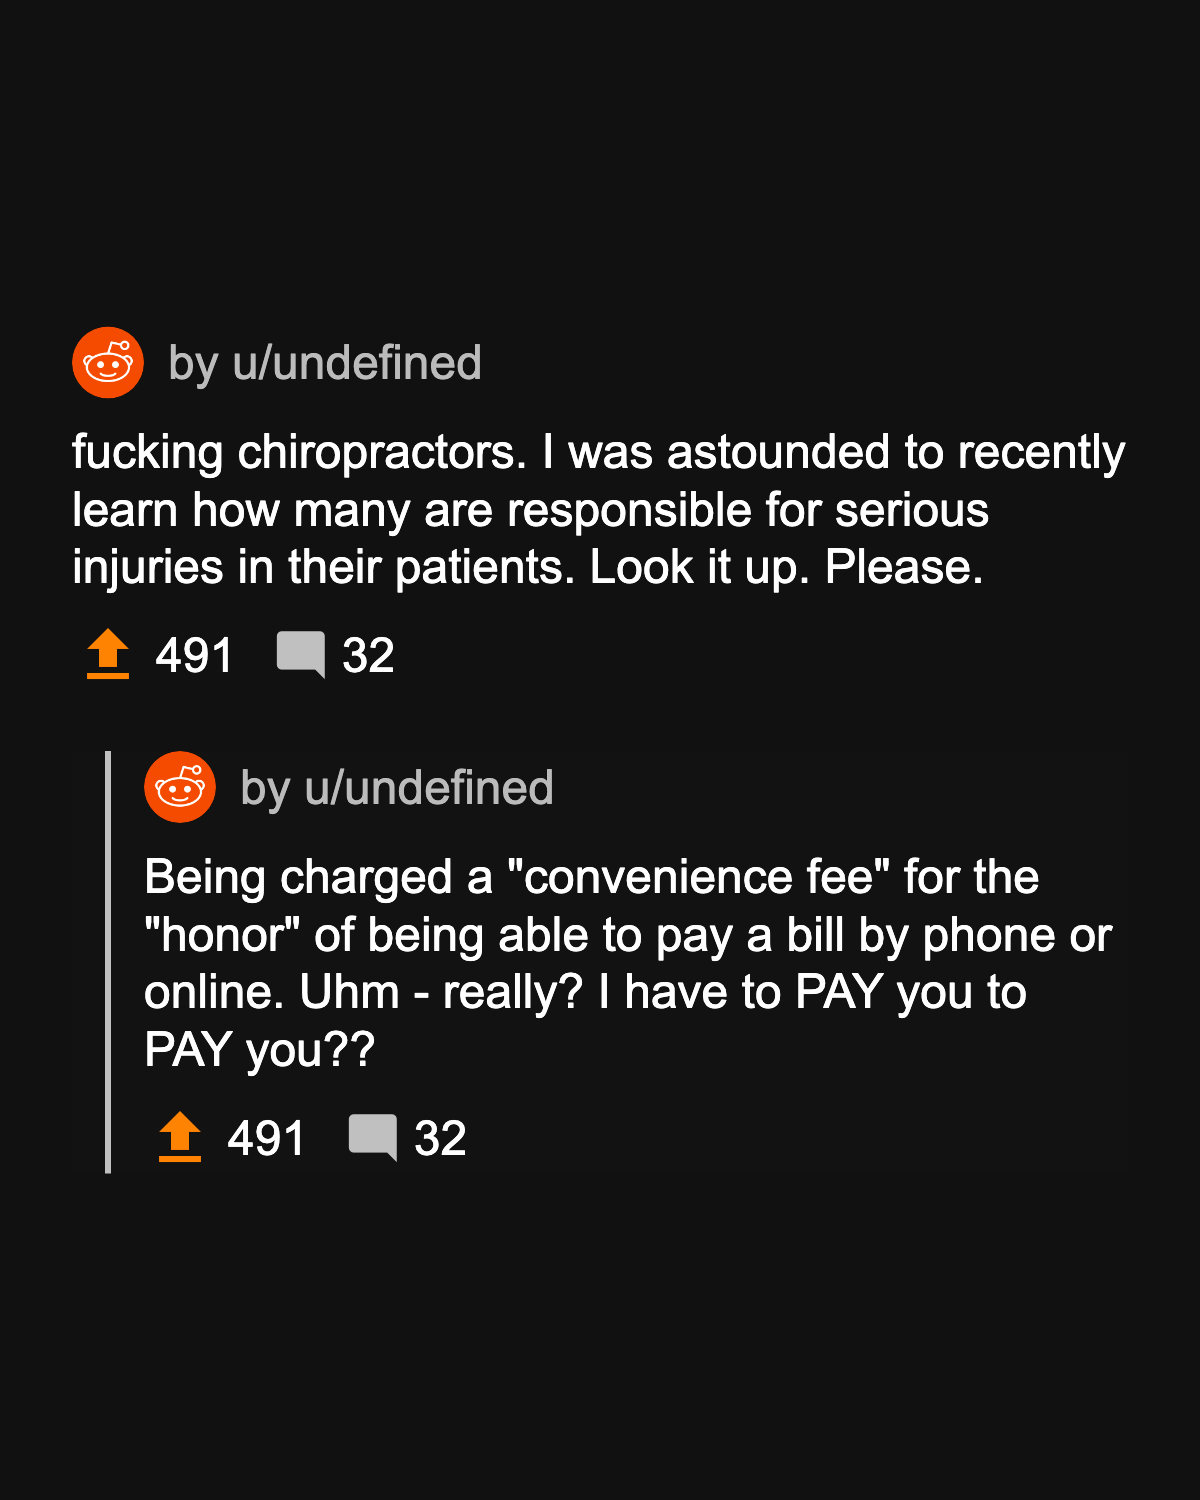 by u/undefined
fucking chiropractors. I was astounded to recently
learn how many are responsible for serious
injuries in their patients. Look it up. Please.
491 32
by u/undefined
Being charged a "convenience fee" for the
"honor" of being able to pay a bill by phone or
online. Uhm - really? I have to PAY you to
PAY you??
491 32